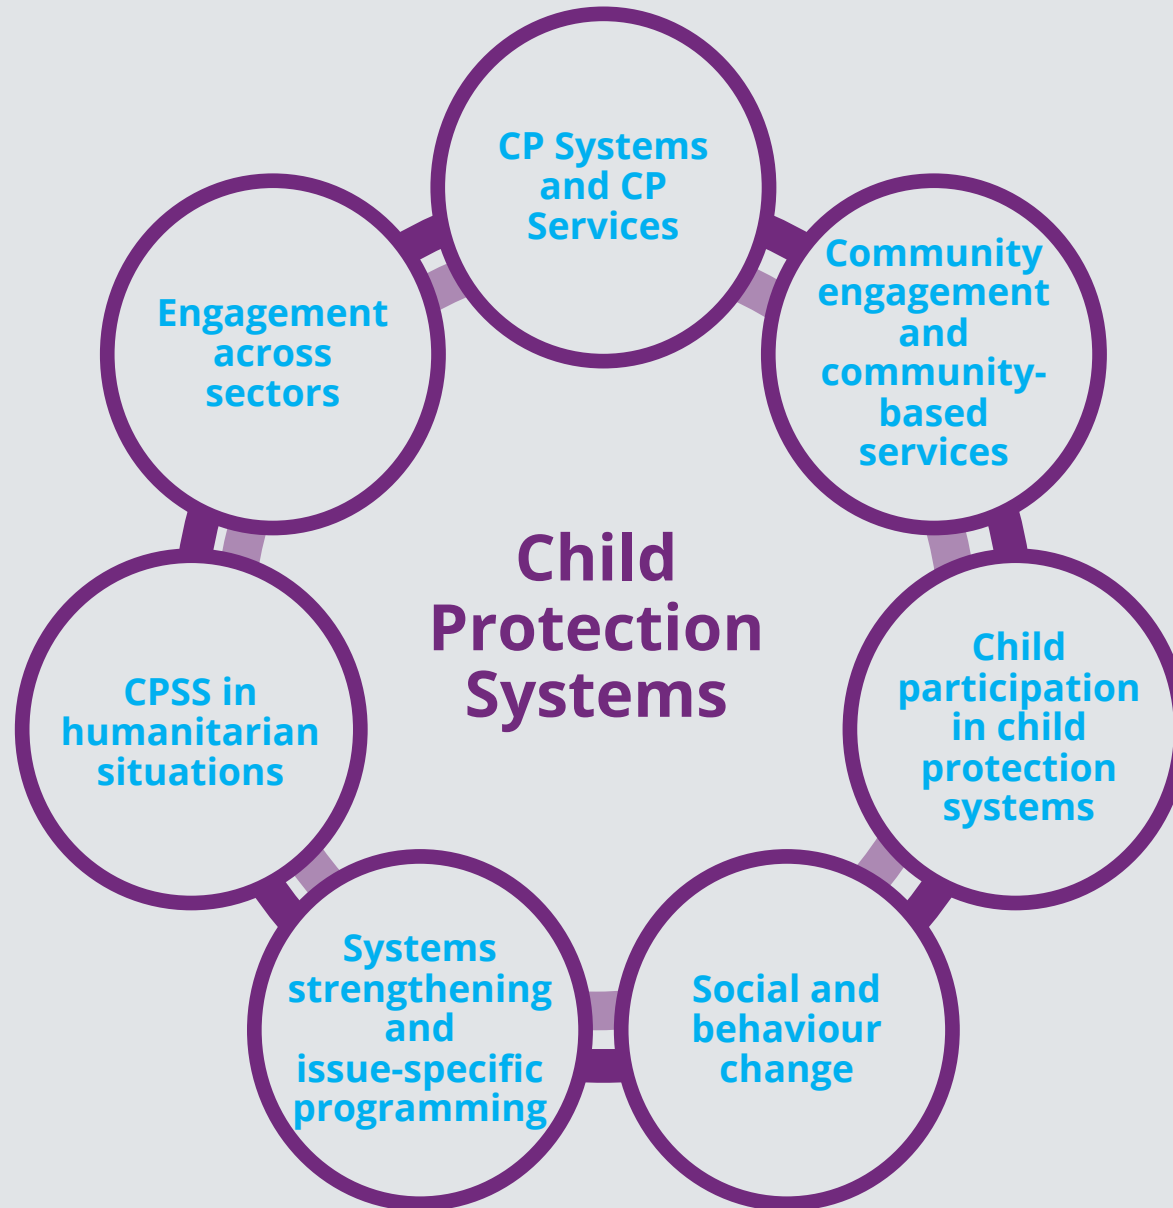 CP Systems
and CP
Services
Community
engagement
and
community-
based
services
Child
participation
in child
protection
systems
Social and
behaviour
change
Systems
strengthening
and
issue-specific
programming
CPSS in
humanitarian
situations
Engagement
across
sectors
Child
Protection
Systems